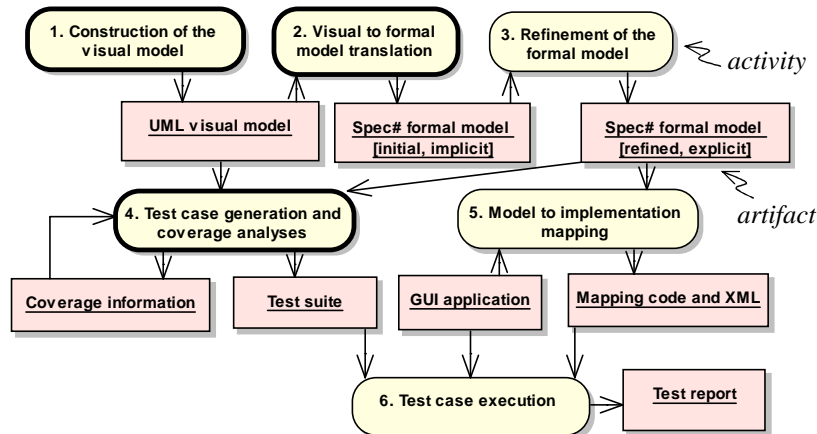 1. Construction of the
visual model
2. Visual to formal
model translation
3. Refinement of the
formal model
activity
UML visual model
Spec# formal model
[initial, implicit]
Spec# formal model
[refined, explicit]
artifact
4. Test case generation and
coverage analyses
5. Model to implementation
mapping
Coverage information
Test suite
GUI application
Mapping code and XML
6. Test case execution
Test report